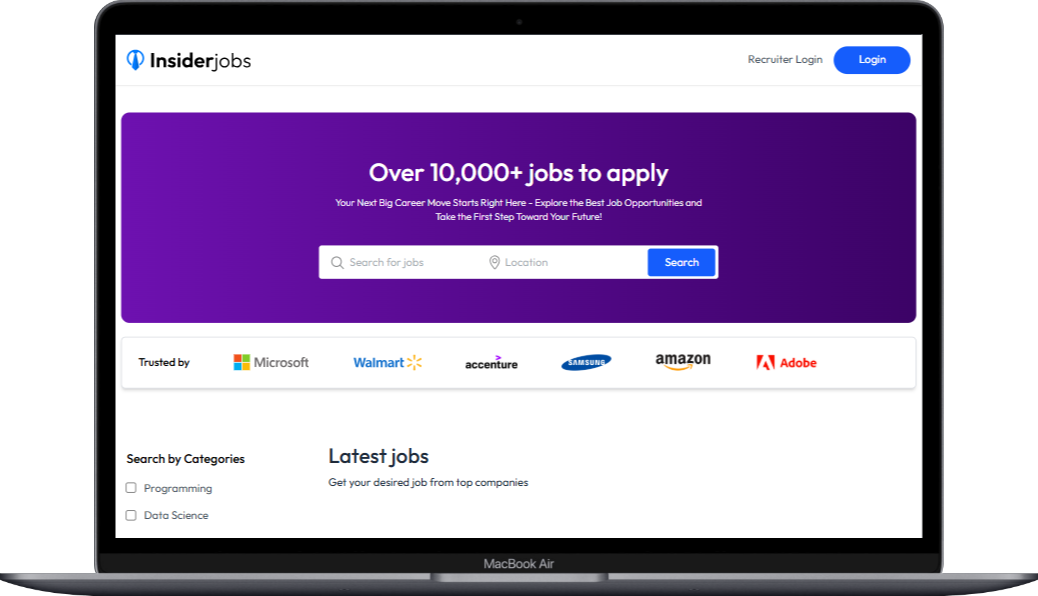 Insiderjobs
Recruiter Login
Login
Over 10,000+ jobs to apply
Your Next Big Career Move Starts Right Here - Explore the Best Job Opportunities and
Take the First Step Toward Your Future!
Search for jobs
Location
Search
Trusted by
Microsoft
Walmart
accenture
SAMSUNG
amazon
Adobe
Search by Categories
Latest jobs
Get your desired job from top companies
Programming
Data Science
MacBook Air